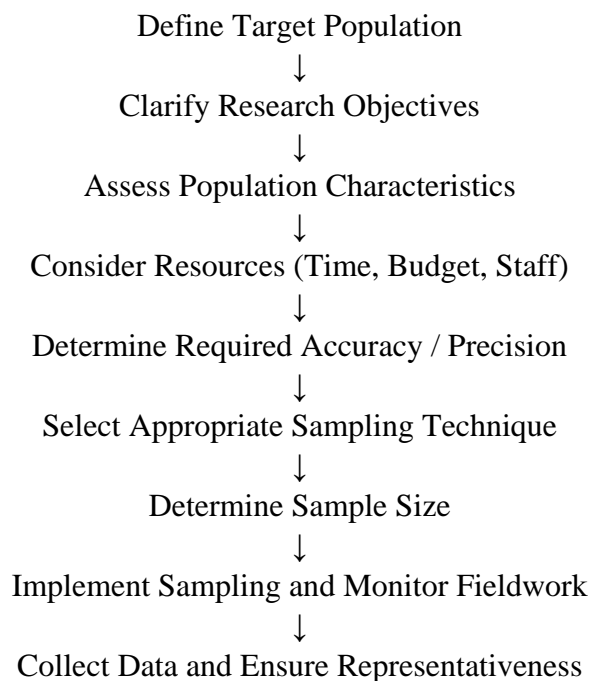 Define Target Population
↓
Clarify Research Objectives
↓
Assess Population Characteristics
↓
Consider Resources (Time, Budget, Staff)
↓
Determine Required Accuracy / Precision
↓
Select Appropriate Sampling Technique
↓
Determine Sample Size
↓
Implement Sampling and Monitor Fieldwork
↓
Collect Data and Ensure Representativeness